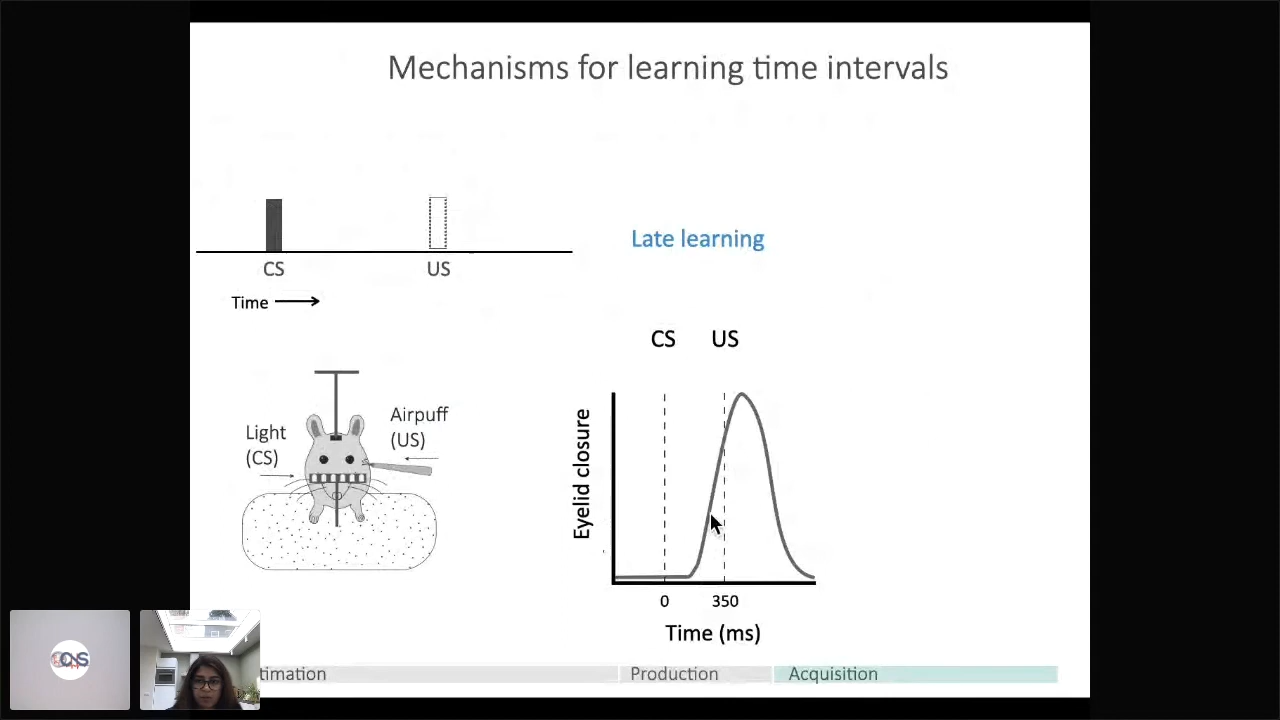 Mechanisms for learning time intervals
CS
US
Time
Late learning
CS
US
Light
(CS)
Airpuff
(US)
Eyelid closure
0
350
Time (ms)
timation
Production
Acquisition